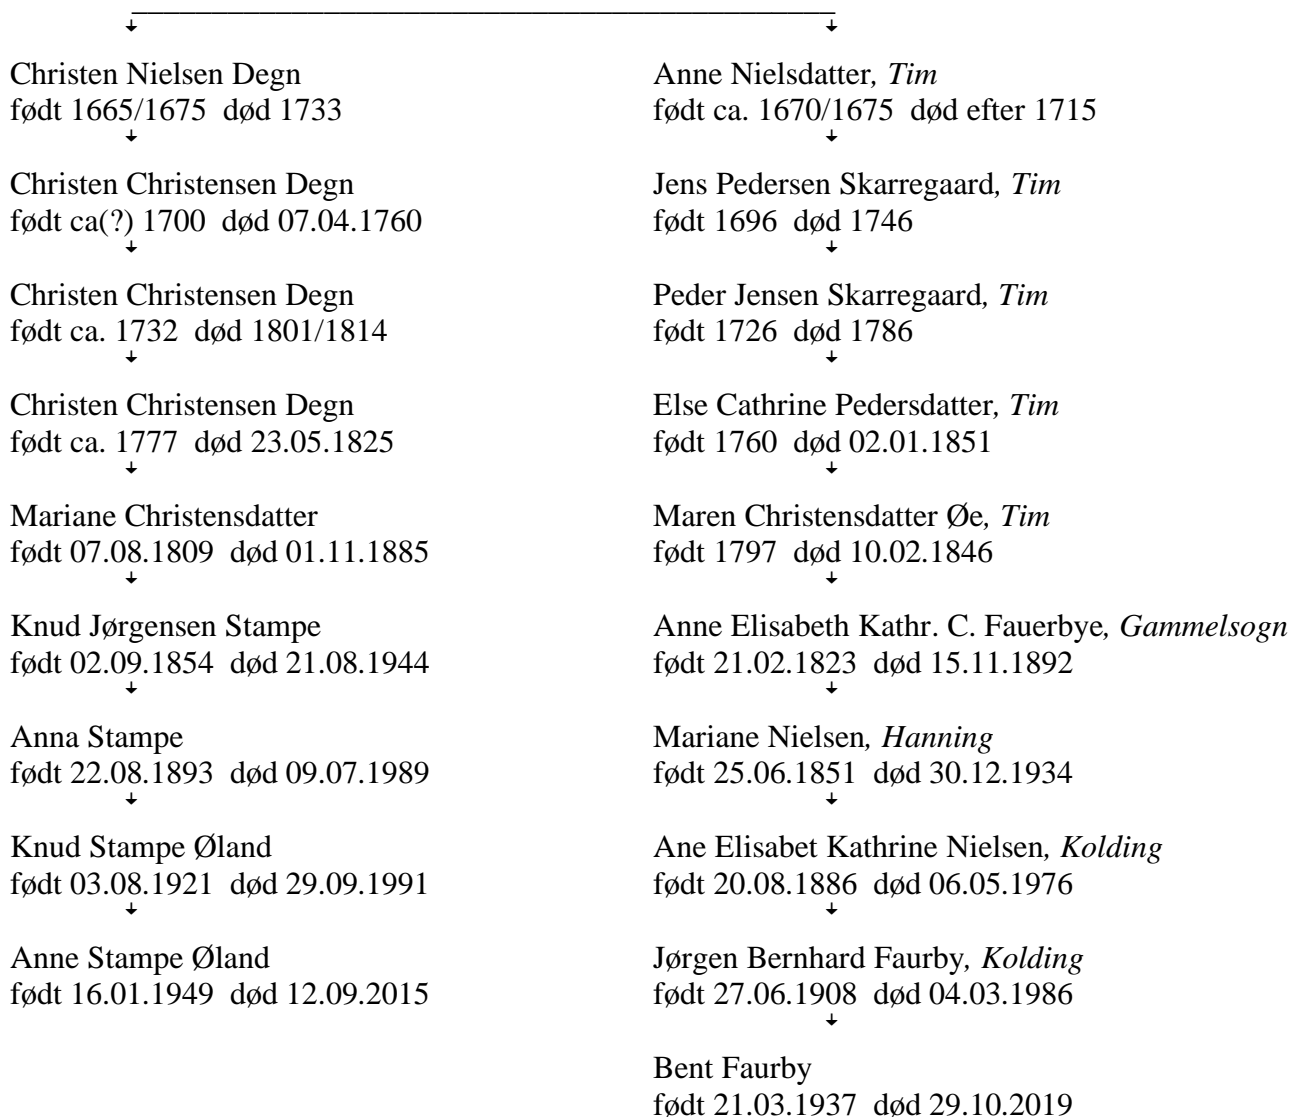 Christen Nielsen Degn
født 1665/1675 død 1733
Christen Christensen Degn
født ca(?) 1700 død 07.04.1760
Christen Christensen Degn
født ca. 1732 død 1801/1814
Christen Christensen Degn
født ca. 1777 død 23.05.1825
Mariane Christensdatter
født 07.08.1809 død 01.11.1885
Knud Jørgensen Stampe
født 02.09.1854 død 21.08.1944
Anna Stampe
født 22.08.1893 død 09.07.1989
Knud Stampe Øland
født 03.08.1921 død 29.09.1991
Anne Stampe Øland
født 16.01.1949 død 12.09.2015
Anne Nielsdatter, Tim
født ca. 1670/1675 død efter 1715
Jens Pedersen Skarregaard, Tim
født 1696 død 1746
Peder Jensen Skarregaard, Tim
født 1726 død 1786
Else Cathrine Pedersdatter, Tim
født 1760 død 02.01.1851
Maren Christensdatter Øe, Tim
født 1797 død 10.02.1846
Anne Elisabeth Kathr. C. Fauerbye, Gammelsogn
født 21.02.1823 død 15.11.1892
Mariane Nielsen, Hanning
født 25.06.1851 død 30.12.1934
Ane Elisabet Kathrine Nielsen, Kolding
født 20.08.1886 død 06.05.1976
Jørgen Bernhard Faurby, Kolding
født 27.06.1908 død 04.03.1986
Bent Faurby
født 21.03.1937 død 29.10.2019